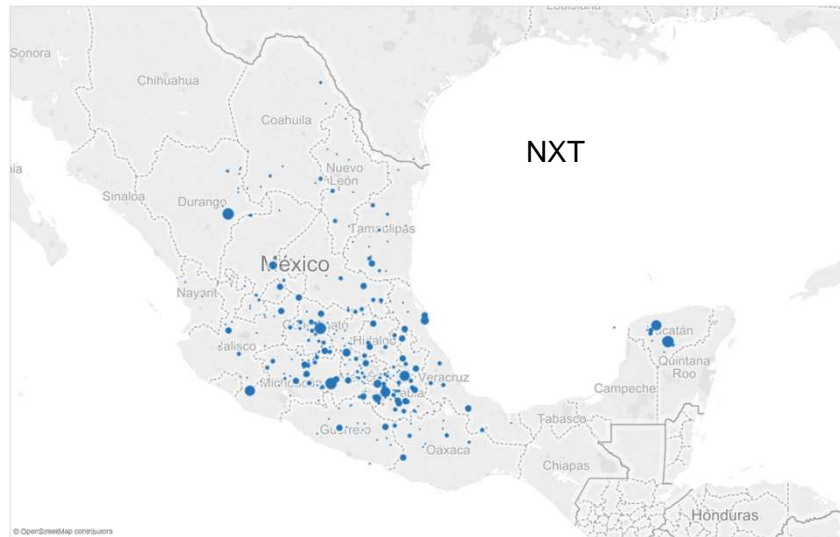 Louisiana
Sonora
Chihuahua
Coahuila
NXT
Nuevo
León
Sinaloa
Durango
Tamaulipas
México
Nayarit
Guanajuato
Hidalgo
Jalisco
Yucatán
Quintana
Roo
Michoacán
Veracruz
Puebla
Campeche
Guerrero
Tabasco
Oaxaca
Chiapas
Honduras
© OpenStreetMap contributors